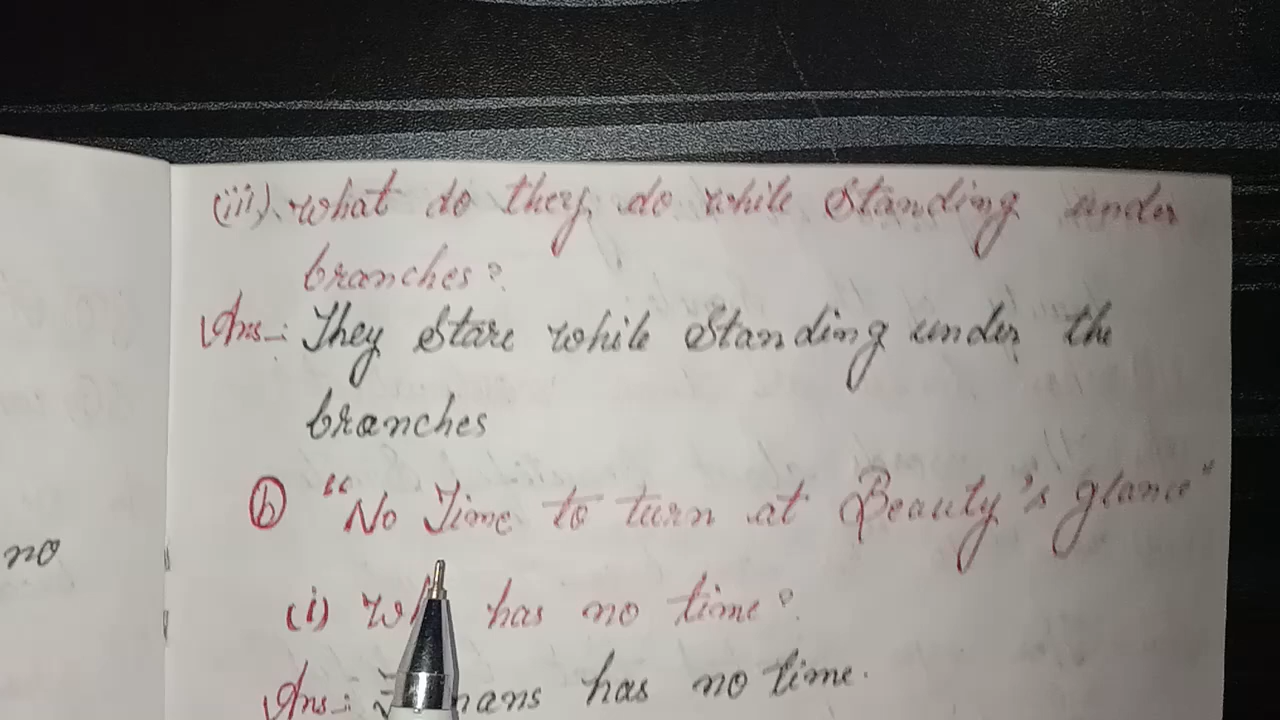 (iii). what do they do while standing under
branches?
Ans-: They stare while standing under the
branches
no
(b) "No Time to turn at Beauty's glance"
(i) has no time?
Ans-: has no time.